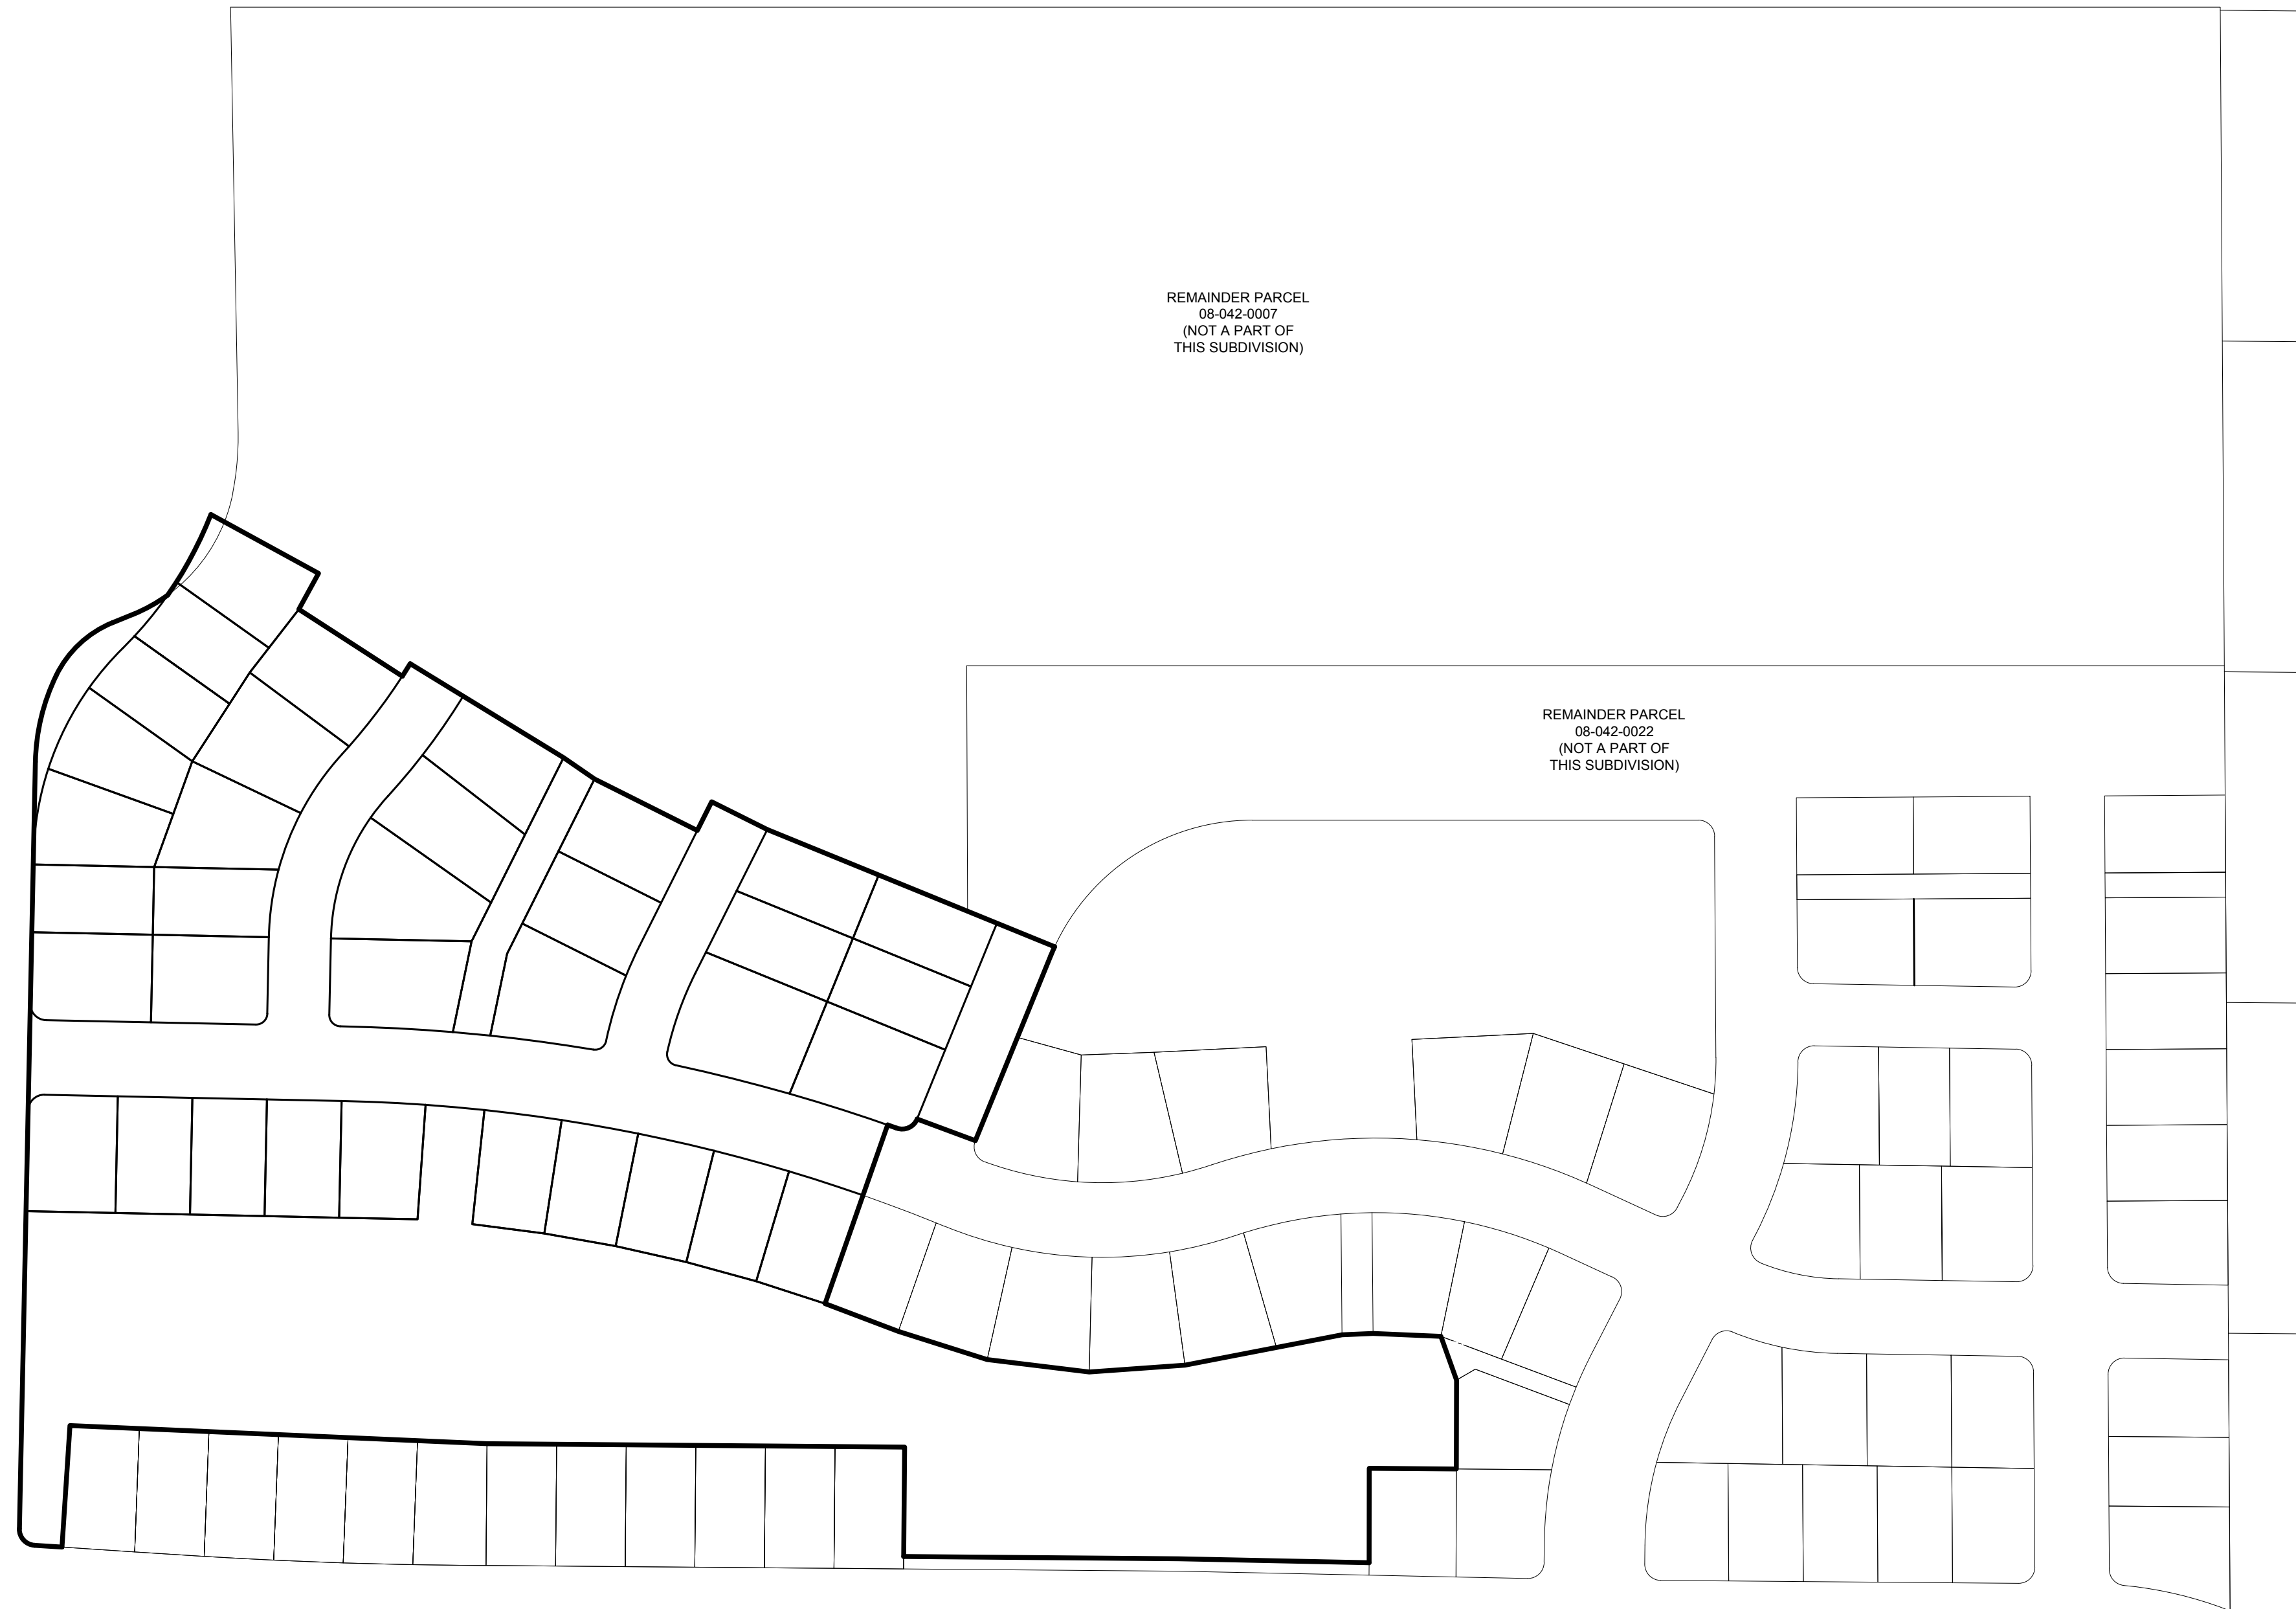 REMAINDER PARCEL
08-042-0007
(NOT A PART OF
THIS SUBDIVISION)
REMAINDER PARCEL
08-042-0022
(NOT A PART OF
THIS SUBDIVISION)